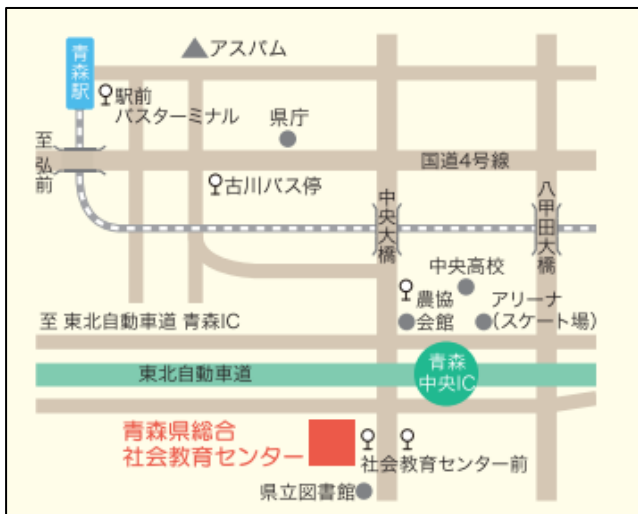 アスパム
青森駅
駅前
バスターミナル
県庁
至弘前
国道4号線
古川バス停
中央大橋
八甲田大橋
中央高校
農協
会館
アリーナ
(スケート場)
至 東北自動車道 青森IC
東北自動車道
青森
中央IC
青森県総合
社会教育センター
社会教育センター前
県立図書館